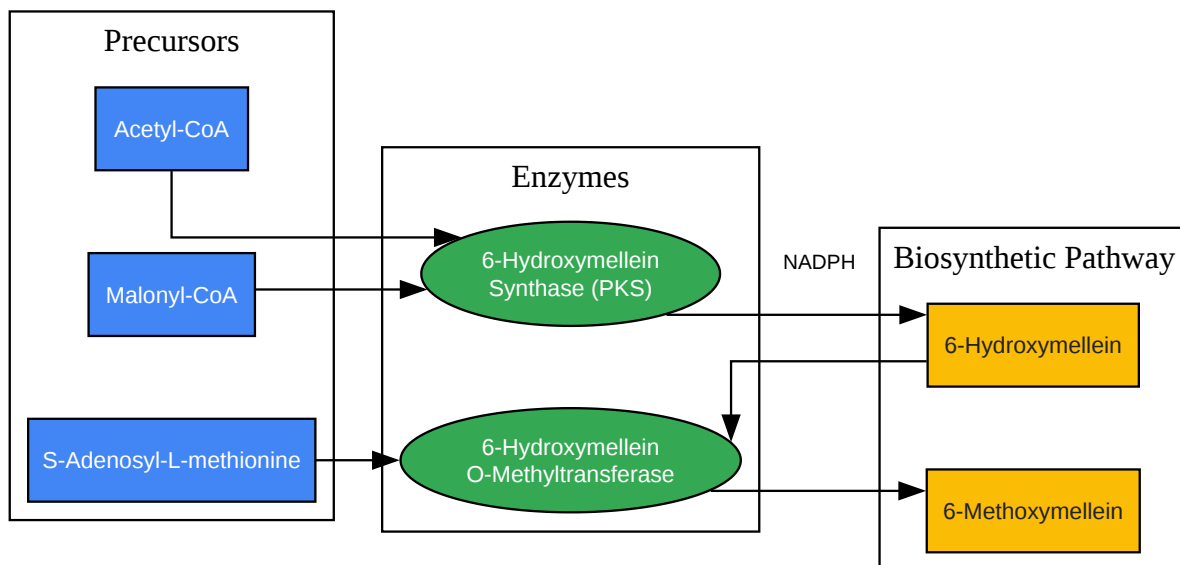 Precursors
Acetyl-CoA
Malonyl-CoA
S-Adenosyl-L-methionine
Enzymes
6-Hydroxymellein
Synthase (PKS)
6-Hydroxymellein
O-Methyltransferase
NADPH
Biosynthetic Pathway
6-Hydroxymellein
6-Methoxymellein